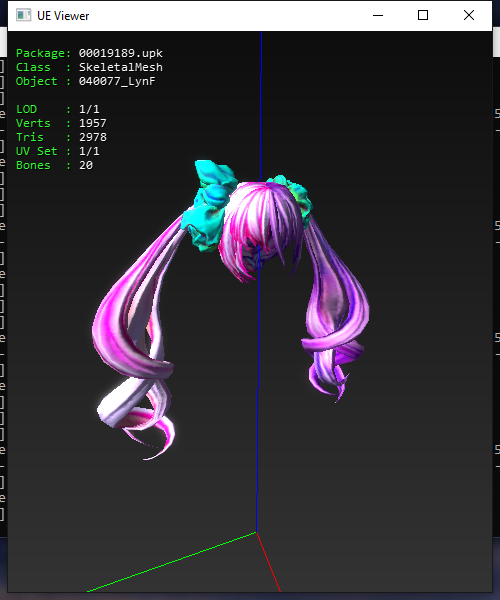 UE Viewer
Package: 00019189.upk
Class : SkeletalMesh
Object : 040077_LynF
LOD : 1/1
Verts : 1957
Tris : 2978
UV Set : 1/1
Bones : 20